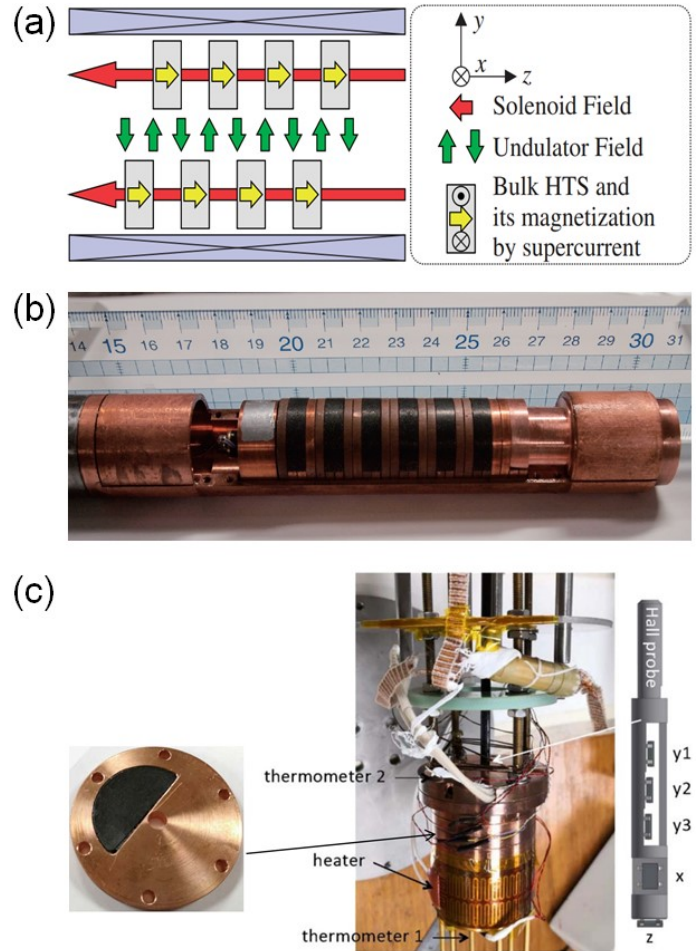 (a)
y
x
z
Solenoid Field
Undulator Field
Bulk HTS and
its magnetization
by supercurrent
(b)
14 15 16 17 18 19 20 21 22 23 24 25 26 27 28 29 30 31
(c)
Hall probe
thermometer 2
y1
y2
y3
heater
x
thermometer 1
z